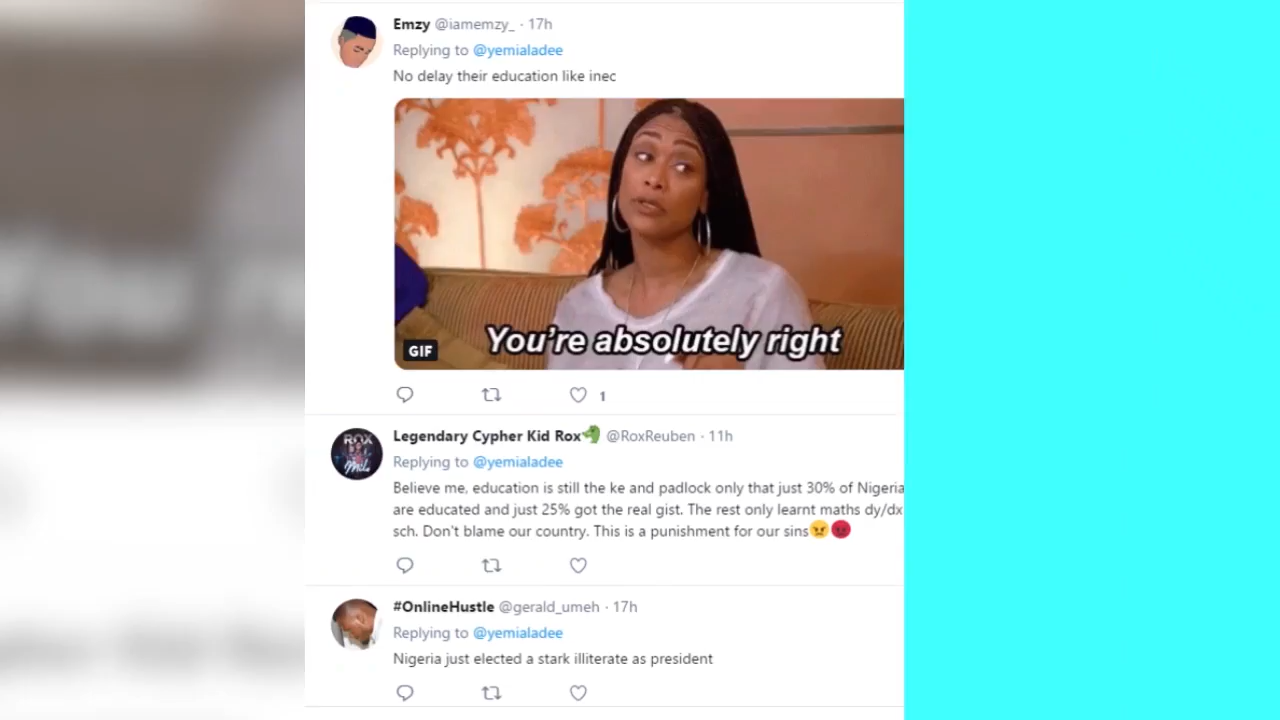 Emzy @iamemzy_ · 17h
Replying to @yemialadee
No delay their education like inec
You're absolutely right
GIF
1
Legendary Cypher Kid Rox @RoxReuben · 11h
ROX
Replying to @yemialadee
Believe me, education is still the ke and padlock only that just 30% of Nigeria
are educated and just 25% got the real gist. The rest only learnt maths dy/dx
sch. Don't blame our country. This is a punishment for our sins
#OnlineHustle @gerald_umeh · 17h
Replying to @yemialadee
Nigeria just elected a stark illiterate as president